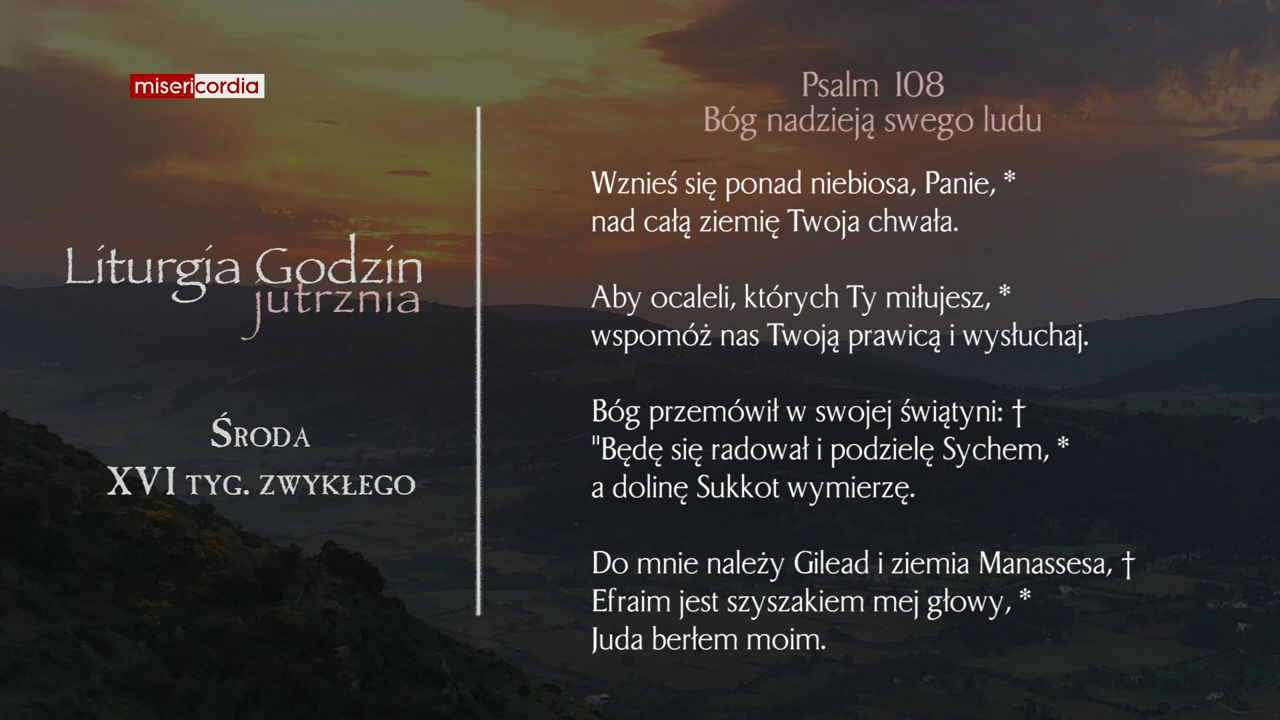 misericordia
Liturgia Godzin
jutrznia
Środa
XVI tyg. zwykłego
Psalm 108
Bóg nadzieją swego ludu
Wznieś się ponad niebiosa, Panie, *
nad całą ziemię Twoja chwała.
Aby ocaleli, których Ty miłujesz, *
wspomóż nas Twoją prawicą i wysłuchaj.
Bóg przemówił w swojej świątyni: †
"Będę się radował i podzielę Sychem, *
a dolinę Sukkot wymierzę.
Do mnie należy Gilead i ziemia Manassesa, †
Efraim jest szyszakiem mej głowy, *
Juda berłem moim.